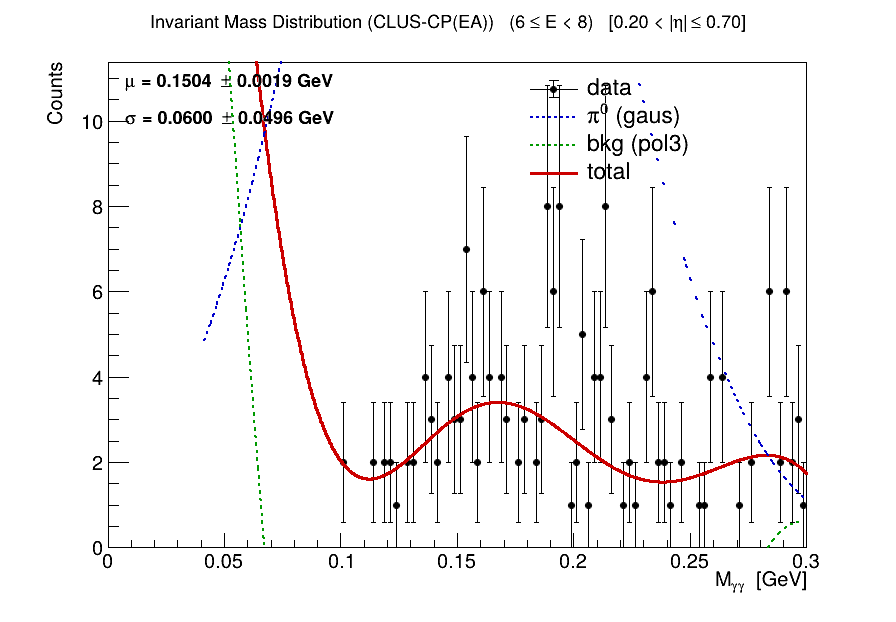 Invariant Mass Distribution (CLUS-CP(EA)) (6 ≤ E < 8) [0.20 < |η| ≤ 0.70]
Counts
μ = 0.1504 ± 0.0019 GeV
σ = 0.0600 ± 0.0496 GeV
data
π⁰ (gaus)
bkg (pol3)
total
10
8
6
4
2
0
0 0.05 0.1 0.15 0.2 0.25 0.3
M_γγ [GeV]